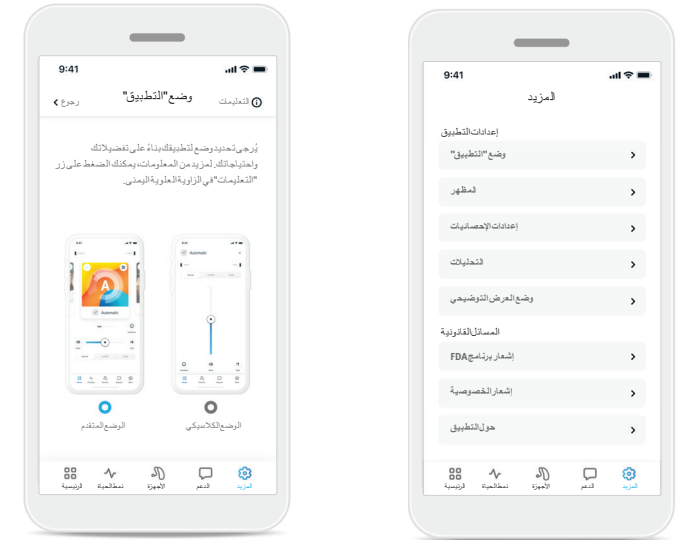 9:41
رجوع
وضع "التطبيق"
التعليمات
يُرجى تحديد وضع لتطبيقك بناءً على تفضيلاتك
واحتياجاتك. لمزيد من المعلومات، يمكنك الضغط على زر
"التعليمات" في الزاوية العلوية اليمنى.
A
Automatic
Automatic
الوضع المتقدم
الوضع الكلاسيكي
الرئيسية
نمط الحياة
الأجهزة
الدعم
المزيد
9:41
المزيد
إعدادات التطبيق
وضع "التطبيق"
المظهر
إعدادات الإحصائيات
التحليلات
وضع العرض التوضيحي
المسائل القانونية
إشعار برنامج FDA
إشعار الخصوصية
حول التطبيق
الرئيسية
نمط الحياة
الأجهزة
الدعم
المزيد